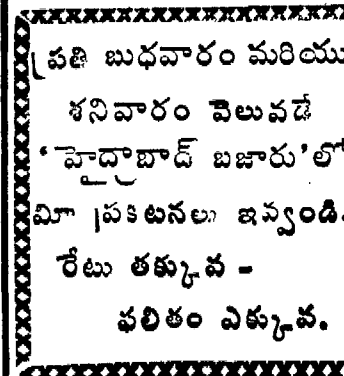 ప్రతి బుధవారం మరియు
శనివారం వెలువడే
‘హైద్రాబాద్ బజారు’లో
మీ ప్రకటనలు ఇవ్వండి.
రేటు తక్కువ -
ఫలితం ఎక్కువ.